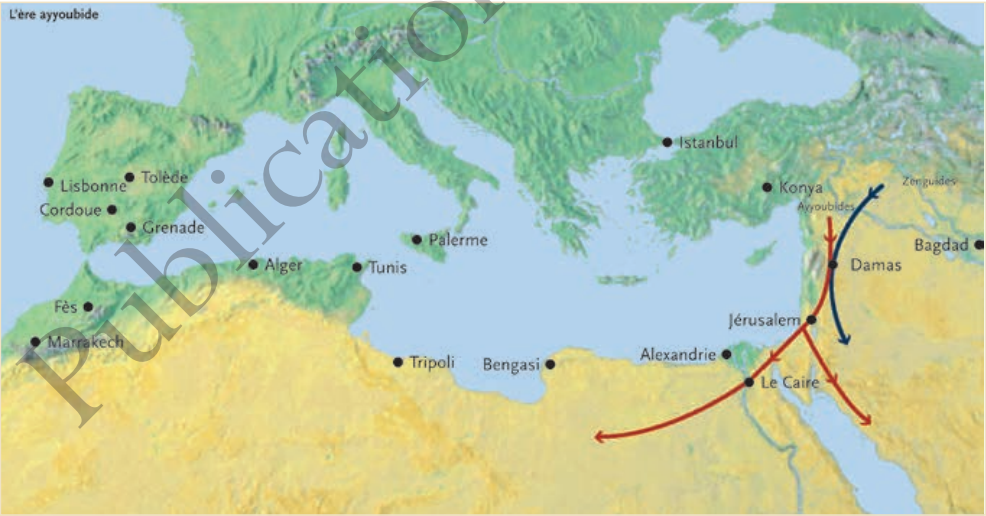 L'ère ayyoubide
Publication
Istanbul
Lisbonne
Tolède
Konya
Zenguides
Ayyoubides
Cordoue
Grenade
Palerme
Bagdad
Alger
Tunis
Damas
Fès
Jérusalem
Marrakech
Tripoli
Bengasi
Alexandrie
Le Caire